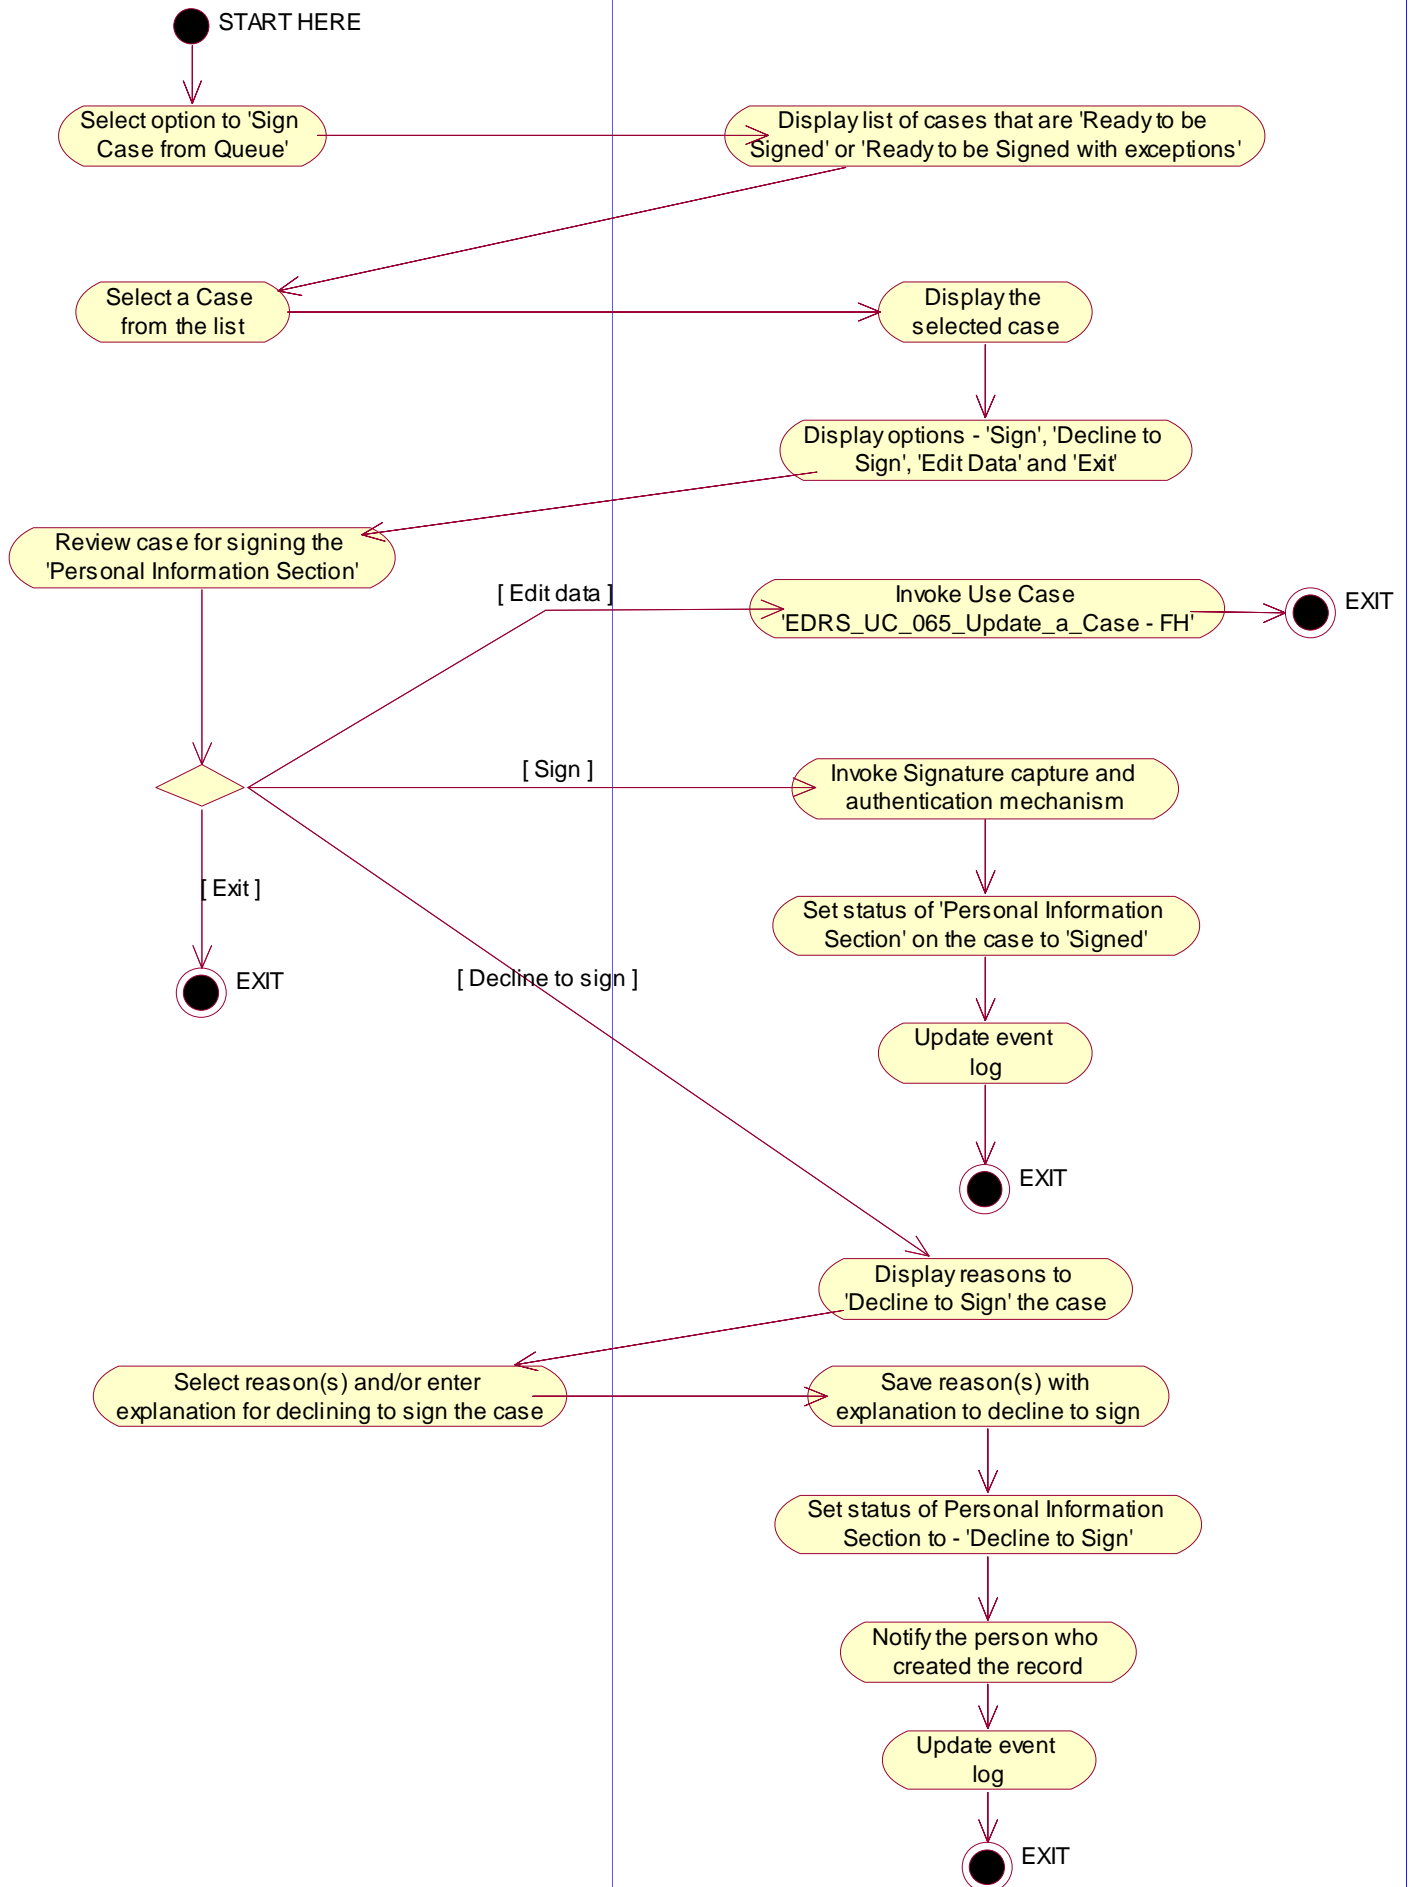 START HERE
Select option to 'Sign
Case from Queue'
Display list of cases that are 'Ready to be
Signed' or 'Ready to be Signed with exceptions'
Select a Case
from the list
Display the
selected case
Display options - 'Sign', 'Decline to
Sign', 'Edit Data' and 'Exit'
Review case for signing the
'Personal Information Section'
[ Edit data ]
Invoke Use Case
'EDRS_UC_065_Update_a_Case - FH'
EXIT
[ Sign ]
Invoke Signature capture and
authentication mechanism
[ Exit ]
Set status of 'Personal Information
Section' on the case to 'Signed'
EXIT
[ Decline to sign ]
Update event
log
EXIT
Display reasons to
'Decline to Sign' the case
Select reason(s) and/or enter
explanation for declining to sign the case
Save reason(s) with
explanation to decline to sign
Set status of Personal Information
Section to - 'Decline to Sign'
Notify the person who
created the record
Update event
log
EXIT